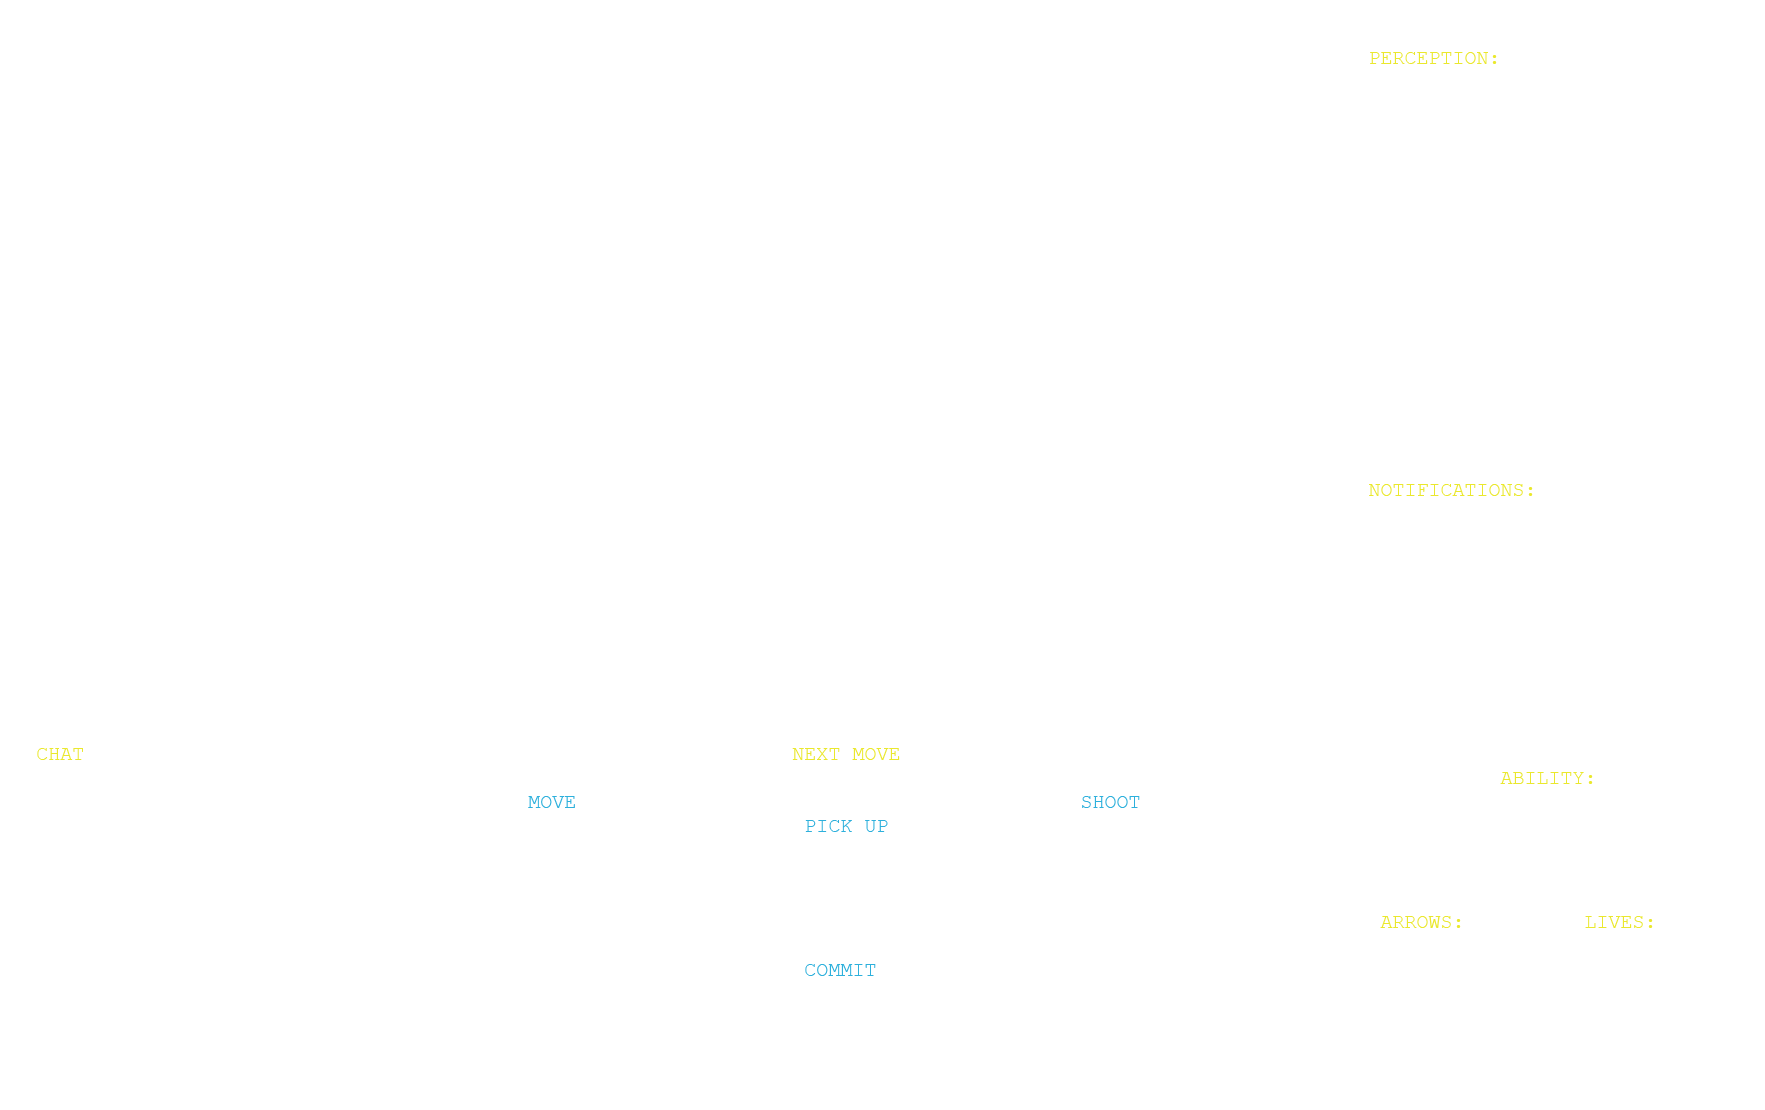 PERCEPTION:
NOTIFICATIONS:
CHAT
NEXT MOVE
ABILITY:
MOVE
SHOOT
PICK UP
ARROWS:
LIVES:
COMMIT